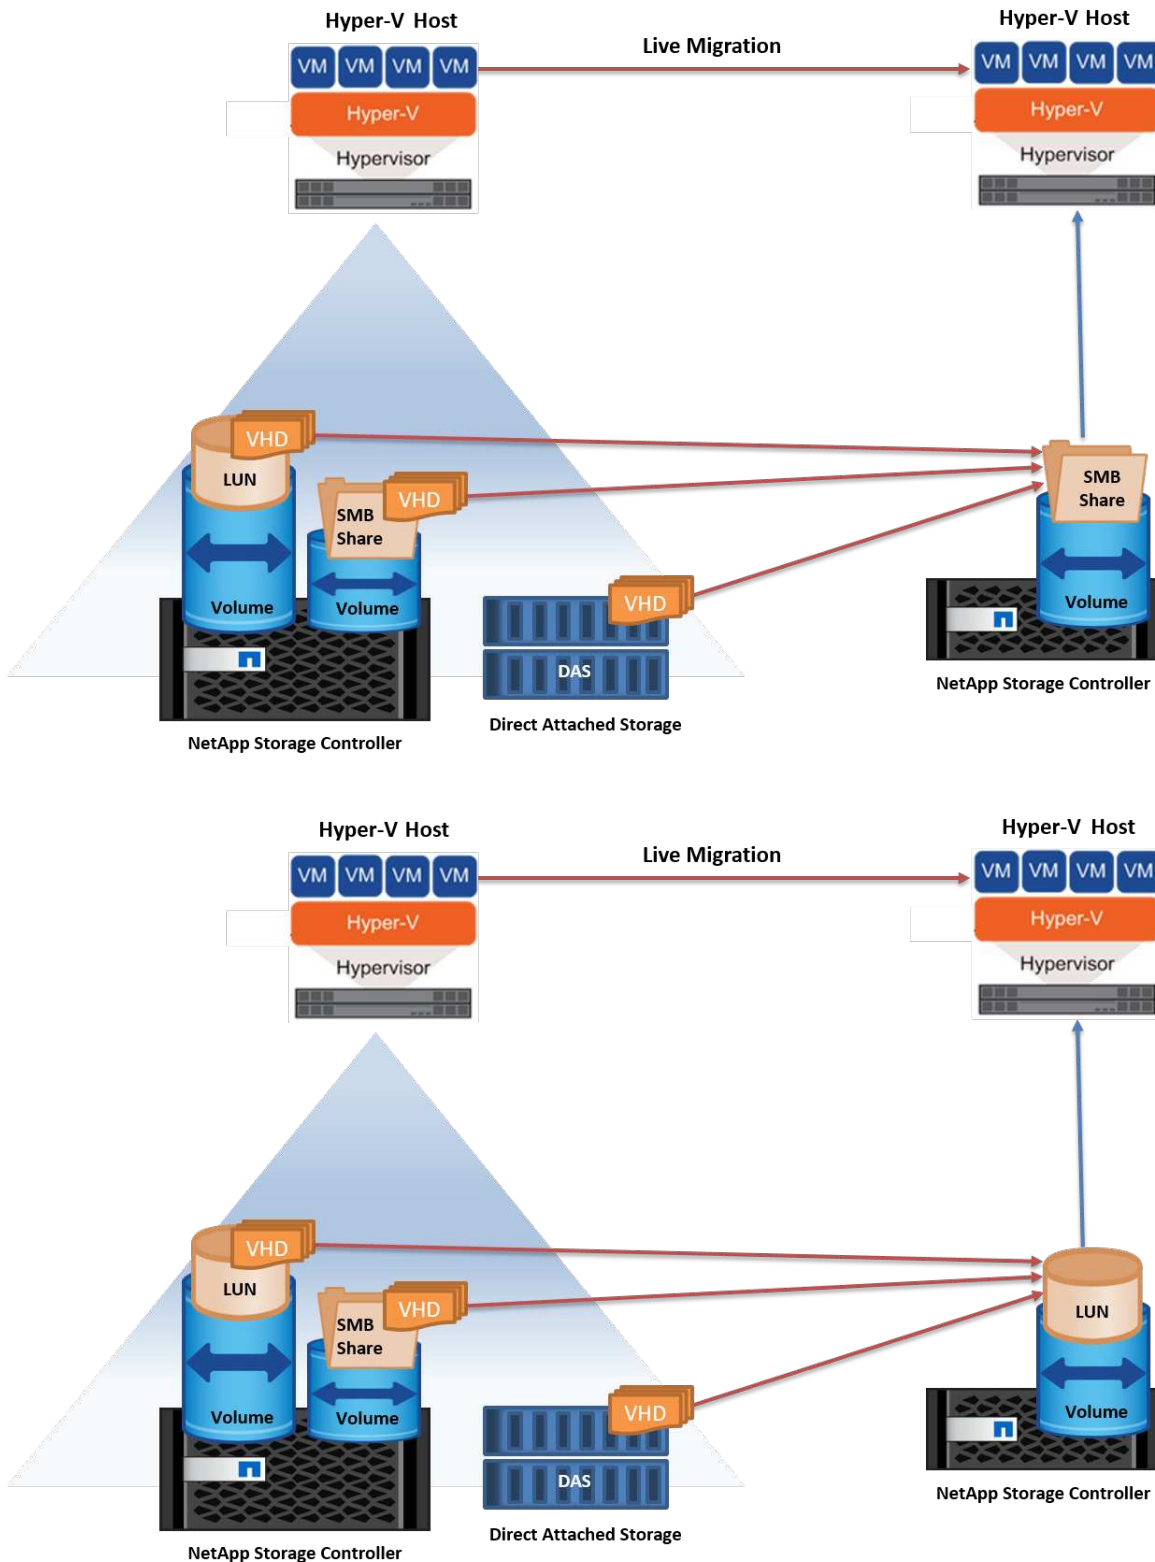 Hyper-V Host
Hyper-V Host
Live Migration
VM VM VM VM
VM VM VM VM
Hyper-V
Hyper-V
Hypervisor
Hypervisor
VHD
LUN
VHD
SMB
Share
SMB
Share
VHD
Volume
Volume
Volume
DAS
NetApp Storage Controller
Direct Attached Storage
NetApp Storage Controller
Hyper-V Host
Hyper-V Host
Live Migration
VM VM VM VM
VM VM VM VM
Hyper-V
Hyper-V
Hypervisor
Hypervisor
VHD
LUN
VHD
SMB
Share
LUN
VHD
Volume
Volume
Volume
DAS
NetApp Storage Controller
Direct Attached Storage
NetApp Storage Controller